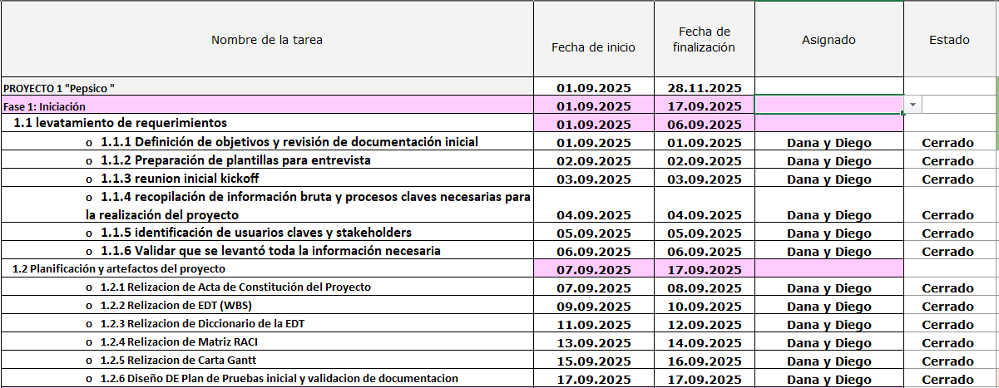 Nombre de la tarea Fecha de inicio Fecha de finalización Asignado Estado
PROYECTO 1 "Pepsico " 01.09.2025 28.11.2025
Fase 1: Iniciación 01.09.2025 17.09.2025
1.1 levatamiento de requerimientos 01.09.2025 06.09.2025
o 1.1.1 Definición de objetivos y revisión de documentación inicial 01.09.2025 01.09.2025 Dana y Diego Cerrado
o 1.1.2 Preparación de plantillas para entrevista 02.09.2025 02.09.2025 Dana y Diego Cerrado
o 1.1.3 reunion inicial kickoff 03.09.2025 03.09.2025 Dana y Diego Cerrado
o 1.1.4 recopilación de información bruta y procesos claves necesarias para
la realización del proyecto 04.09.2025 04.09.2025 Dana y Diego Cerrado
o 1.1.5 identificación de usuarios claves y stakeholders 05.09.2025 05.09.2025 Dana y Diego Cerrado
o 1.1.6 Validar que se levantó toda la información necesaria 06.09.2025 06.09.2025 Dana y Diego Cerrado
1.2 Planificación y artefactos del proyecto 07.09.2025 17.09.2025
o 1.2.1 Relizacion de Acta de Constitución del Proyecto 07.09.2025 08.09.2025 Dana y Diego Cerrado
o 1.2.2 Relizacion de EDT (WBS) 09.09.2025 10.09.2025 Dana y Diego Cerrado
o 1.2.3 Relizacion de Diccionario de la EDT 11.09.2025 12.09.2025 Dana y Diego Cerrado
o 1.2.4 Relizacion de Matriz RACI 13.09.2025 14.09.2025 Dana y Diego Cerrado
o 1.2.5 Relizacion de Carta Gantt 15.09.2025 16.09.2025 Dana y Diego Cerrado
o 1.2.6 Diseño DE Plan de Pruebas inicial y validacion de documentacion 17.09.2025 17.09.2025 Dana y Diego Cerrado